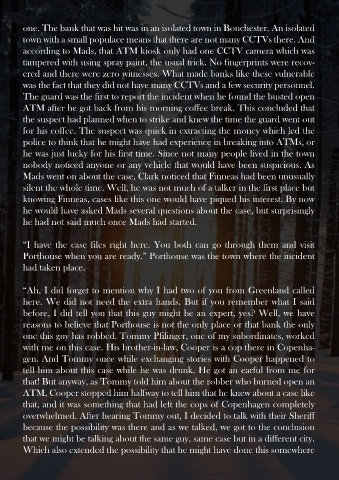 one. The bank that was hit was in an isolated town in Bonchester. An isolated
town with a small populace means that there are not many CCTVs there. And
according to Mads, that ATM kiosk only had one CCTV camera which was
tampered with using spray paint, the usual trick. No fingerprints were recov-
ered and there were zero witnesses. What made banks like these vulnerable
was the fact that they did not have many CCTVs and a few security personnel.
The guard was the first to report the incident when he found the busted open
ATM after he got back from his morning coffee break. This concluded that
the suspect had planned when to strike and knew the time the guard went out
for his coffee. The suspect was quick in extracting the money which led the
police to think that he might have had experience in breaking into ATMs, or
he was just lucky for his first time. Since not many people lived in the town
nobody noticed anyone or any vehicle that would have been suspicious. As
Mads went on about the case, Clark noticed that Finneas had been unusually
silent the whole time. Well, he was not much of a talker in the first place but
knowing Finneas, cases like this one would have piqued his interest. By now
he would have asked Mads several questions about the case, but surprisingly
he had not said much once Mads had started.
"I have the case files right here. You both can go through them and visit
Porthouse when you are ready." Porthouse was the town where the incident
had taken place.
"Ah, I did forget to mention why I had two of you from Greenland called
here. We did not need the extra hands. But if you remember what I said
before, I did tell you that this guy might be an expert, yes? Well, we have
reasons to believe that Porthouse is not the only place or that bank the only
one this guy has robbed. Tommy Pfilinger, one of my subordinates, worked
with me on this case. His brother-in-law, Cooper is a cop there in Copenha-
gen. And Tommy once while exchanging stories with Cooper happened to
tell him about this case while he was drunk. He got an earful from me for
that! But anyway, as Tommy told him about the robber who burned open an
ATM, Cooper stopped him halfway to tell him that he knew about a case like
that, and it was something that had left the cops of Copenhagen completely
overwhelmed. After hearing Tommy out, I decided to talk with their Sheriff
because the possibility was there and as we talked, we got to the conclusion
that we might be talking about the same guy, same case but in a different city.
Which also extended the possibility that he might have done this somewhere